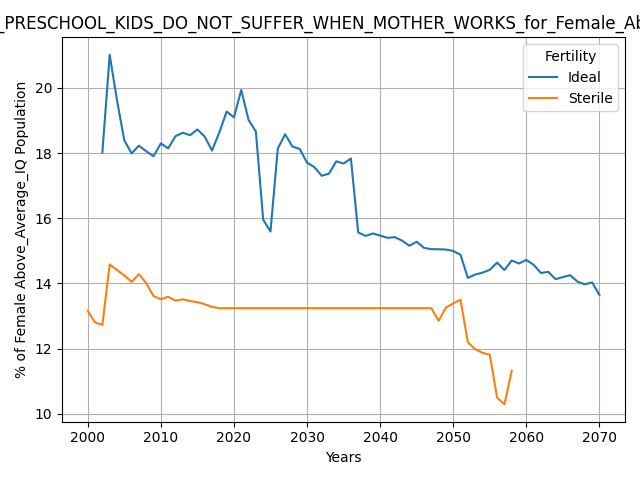 _PRESCHOOL_KIDS_DO_NOT_SUFFER_WHEN_MOTHER_WORKS_for_Female_Ab
Fertility
Ideal
Sterile
% of Female Above_Average_IQ Population
20
18
16
14
12
10
2000 2010 2020 2030 2040 2050 2060 2070
Years